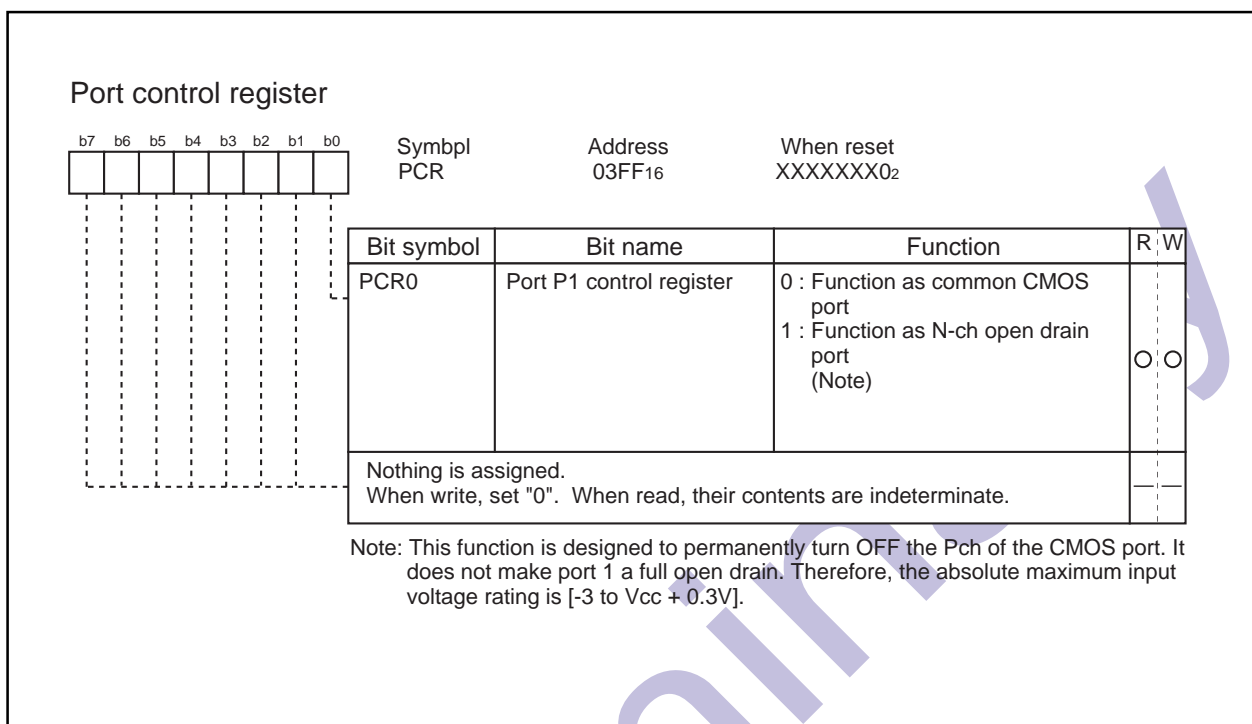 Port control register
b7 b6 b5 b4 b3 b2 b1 b0
Symbpl Address When reset
PCR 03FF16 XXXXXXX02
Bit symbol Bit name Function R W
PCR0 Port P1 control register 0 : Function as common CMOS
port
1 : Function as N-ch open drain
port
(Note)
Nothing is assigned.
When write, set "0". When read, their contents are indeterminate.
Note: This function is designed to permanently turn OFF the Pch of the CMOS port. It
does not make port 1 a full open drain. Therefore, the absolute maximum input
voltage rating is [-3 to Vcc + 0.3V].